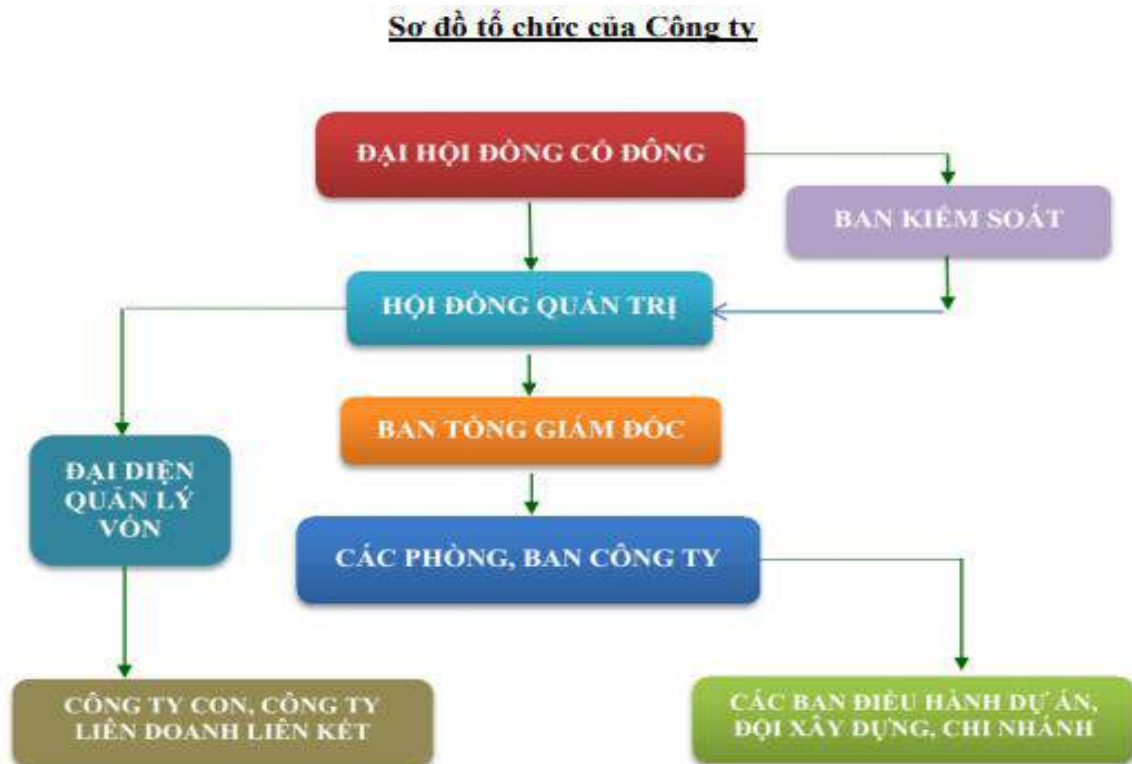 Sơ đồ tổ chức của Công ty
ĐẠI HỘI ĐỒNG CỔ ĐÔNG
BAN KIỂM SOÁT
HỘI ĐỒNG QUẢN TRỊ
BAN TỔNG GIÁM ĐỐC
ĐẠI DIỆN
QUẢN LÝ
VỐN
CÁC PHÒNG, BAN CÔNG TY
CÔNG TY CON, CÔNG TY
LIÊN DOANH LIÊN KẾT
CÁC BAN ĐIỀU HÀNH DỰ ÁN,
ĐỘI XÂY DỰNG, CHI NHÁNH